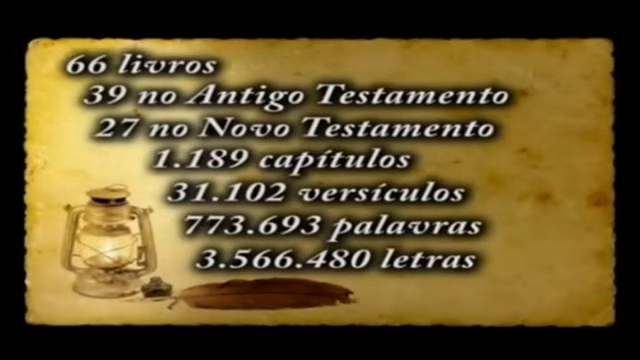 66 livros
39 no Antigo Testamento
27 no Novo Testamento
1.189 capítulos
31.102 versículos
773.693 palavras
3.566.480 letras